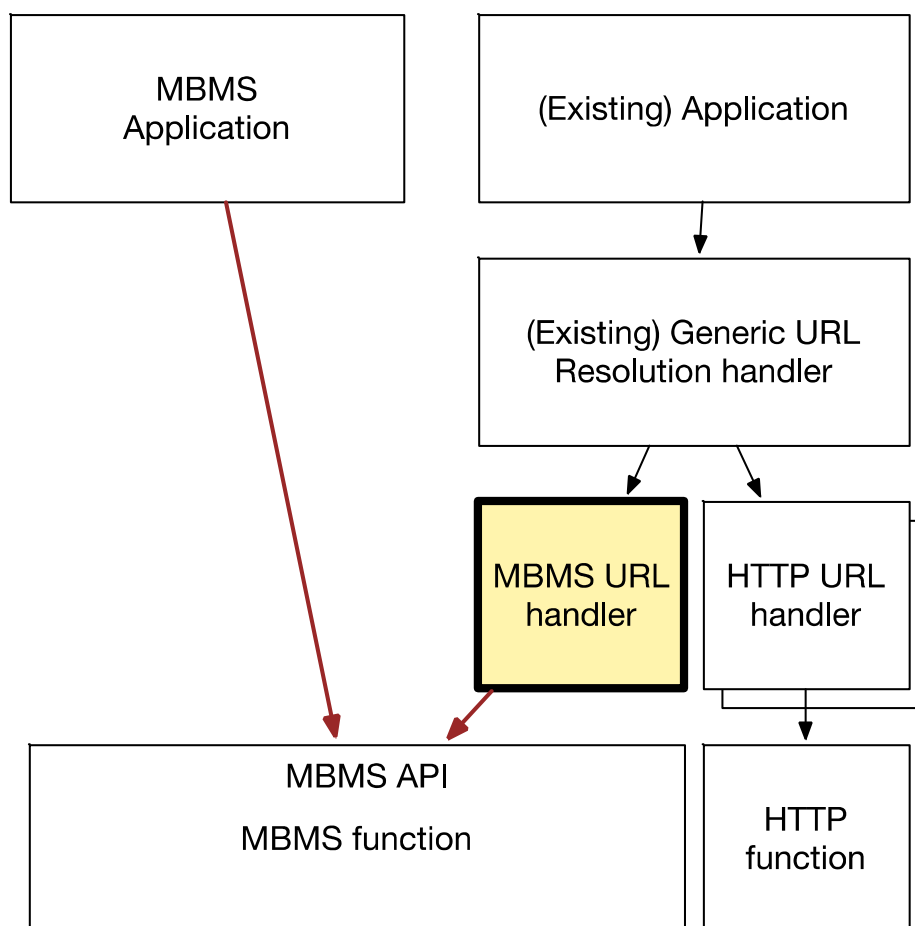 MBMS
Application
(Existing) Application
(Existing) Generic URL
Resolution handler
MBMS URL
handler
HTTP URL
handler
MBMS API
MBMS function
HTTP
function